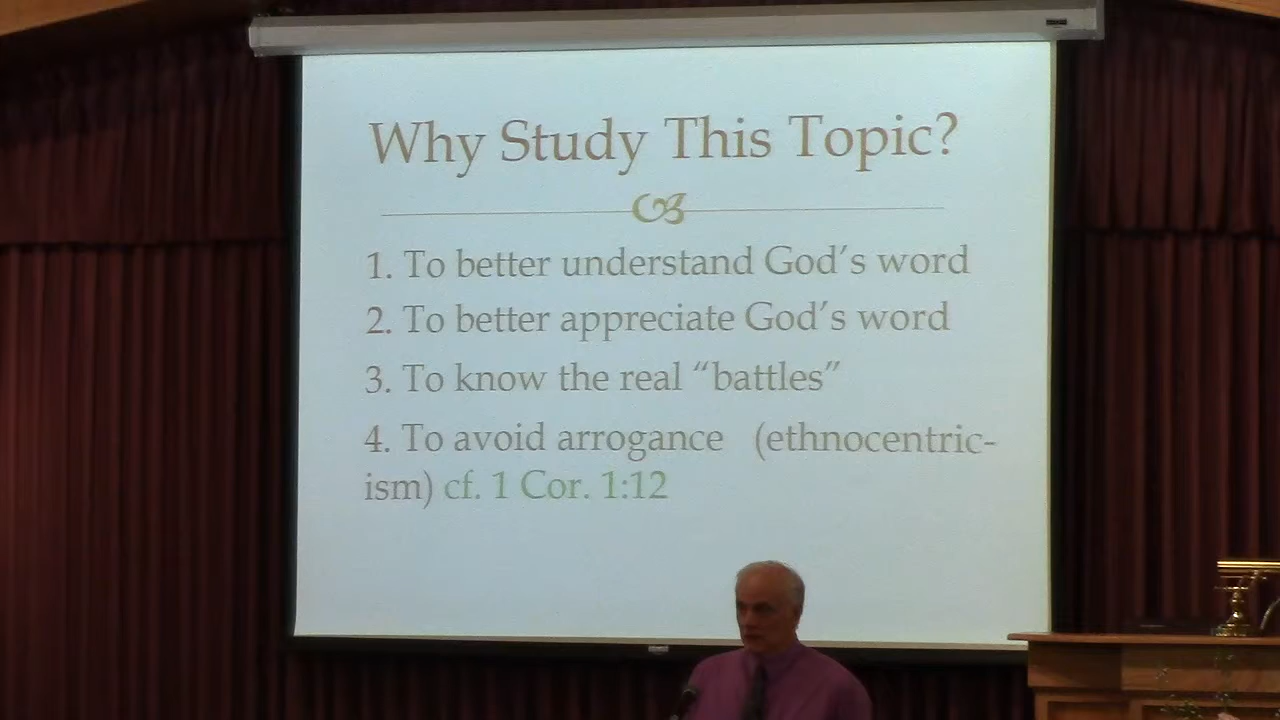 Why Study This Topic?
1. To better understand God's word
2. To better appreciate God's word
3. To know the real “battles”
4. To avoid arrogance (ethnocentric-
ism) cf. 1 Cor. 1:12